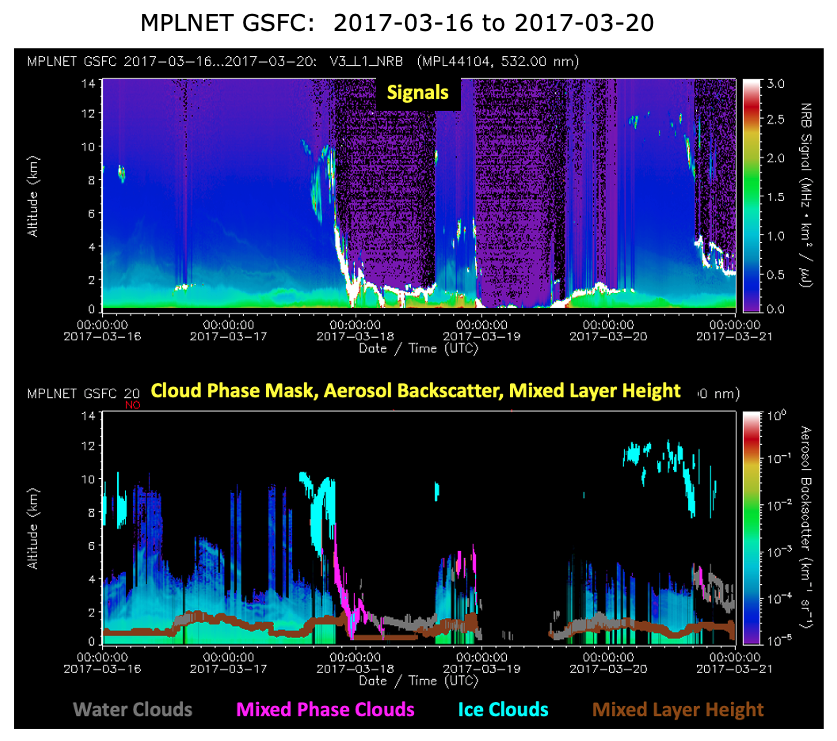 MPLNET GSFC: 2017-03-16 to 2017-03-20
MPLNET GSFC 2017-03-16...2017-03-20: V3_L1_NRB (MPL44104, 532.00 nm)
Signals
14
12
10
8
6
4
2
0
Altitude (km)
3.0
2.5
2.0
1.5
1.0
0.5
0.0
NRB Signal (MHz • km² / μJ)
00:00:00 00:00:00 00:00:00 00:00:00 00:00:00 00:00:00
2017-03-16 2017-03-17 2017-03-18 2017-03-19 2017-03-20 2017-03-21
Date / Time (UTC)
MPLNET GSFC 20 Cloud Phase Mask, Aerosol Backscatter, Mixed Layer Height 0 nm)
NO
14
12
10
8
6
4
2
0
Altitude (km)
10⁰
10⁻¹
10⁻²
10⁻³
10⁻⁴
10⁻⁵
Aerosol Backscatter (km⁻¹ sr⁻¹)
00:00:00 00:00:00 00:00:00 00:00:00 00:00:00 00:00:00
2017-03-16 2017-03-17 2017-03-18 2017-03-19 2017-03-20 2017-03-21
Date / Time (UTC)
Water Clouds Mixed Phase Clouds Ice Clouds Mixed Layer Height